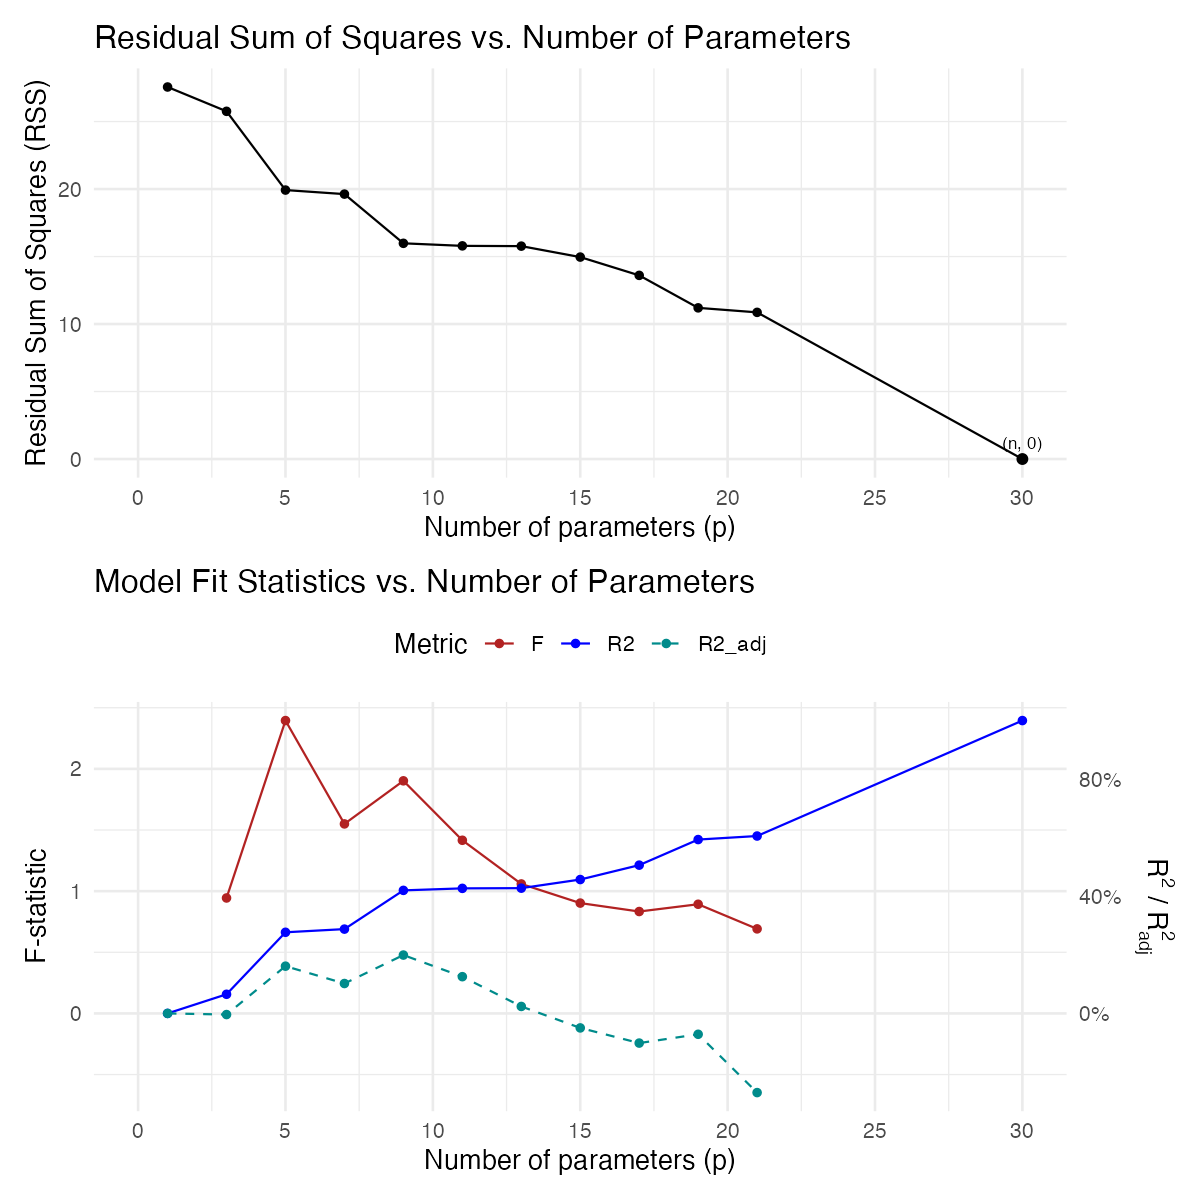 Residual Sum of Squares vs. Number of Parameters
Residual Sum of Squares (RSS)
20
10
0
(n, 0)
0 5 10 15 20 25 30
Number of parameters (p)
Model Fit Statistics vs. Number of Parameters
Metric F R2 R2_adj
F-statistic
2
1
0
80%
40%
0%
R² / R²adj
0 5 10 15 20 25 30
Number of parameters (p)